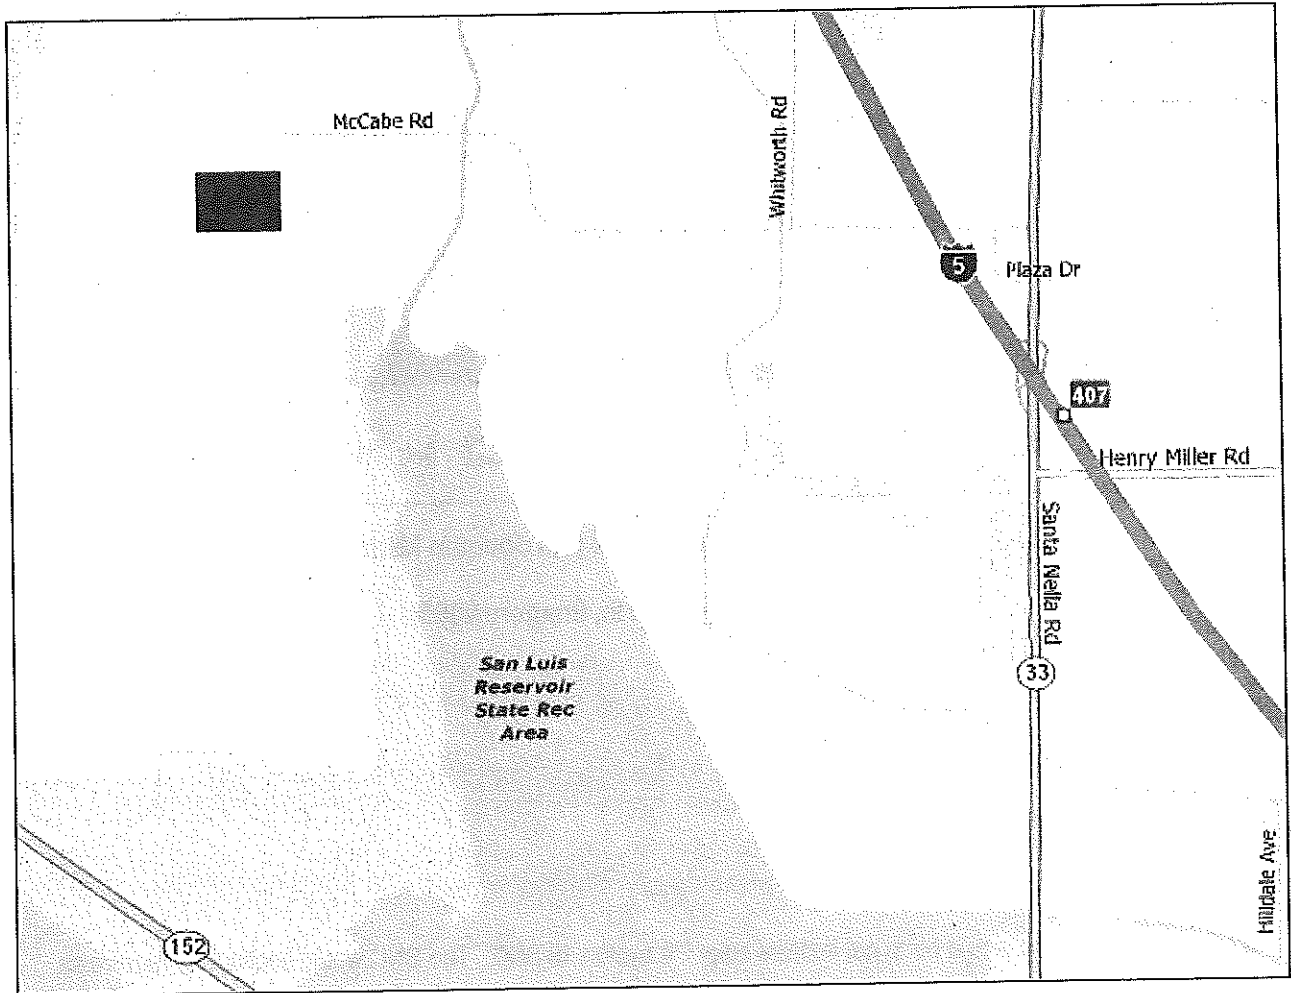 McCabe Rd
Whitworth Rd
5
Plaza Dr
407
Henry Miller Rd
Santa Nella Rd
33
San Luis
Reservoir
State Rec
Area
Hilldale Ave
152